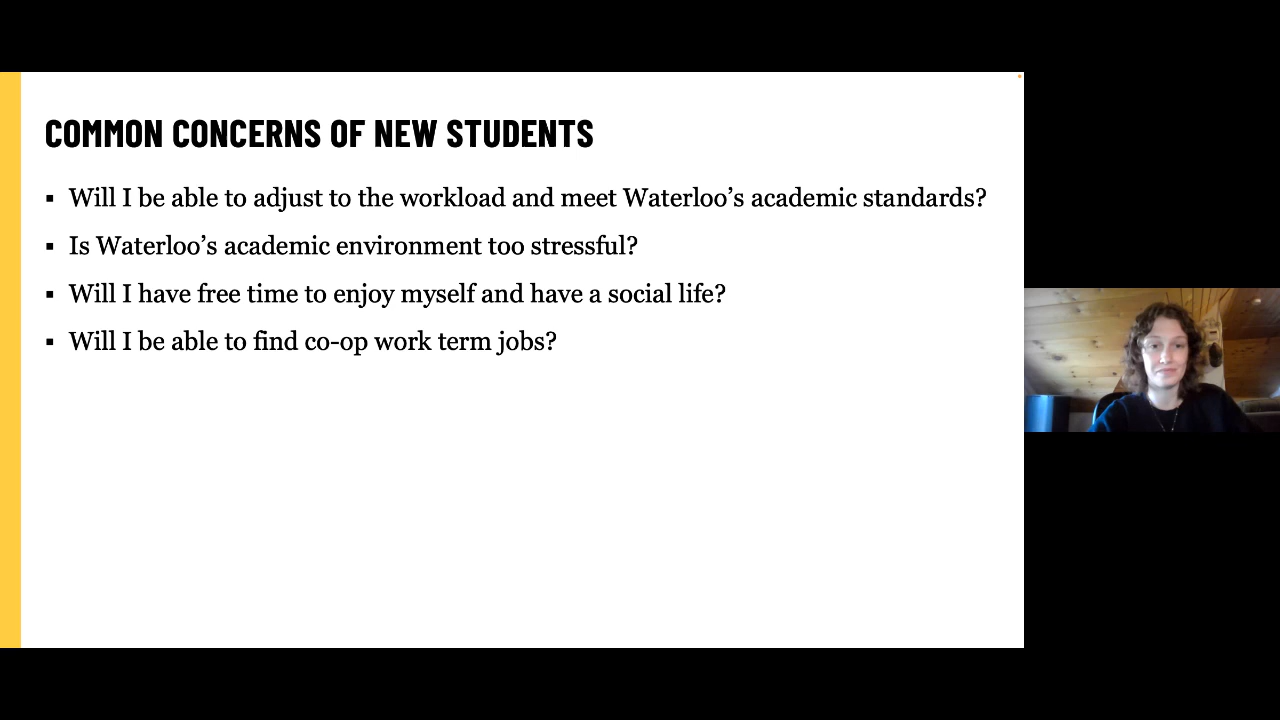 COMMON CONCERNS OF NEW STUDENTS
▪ Will I be able to adjust to the workload and meet Waterloo’s academic standards?
▪ Is Waterloo’s academic environment too stressful?
▪ Will I have free time to enjoy myself and have a social life?
▪ Will I be able to find co-op work term jobs?